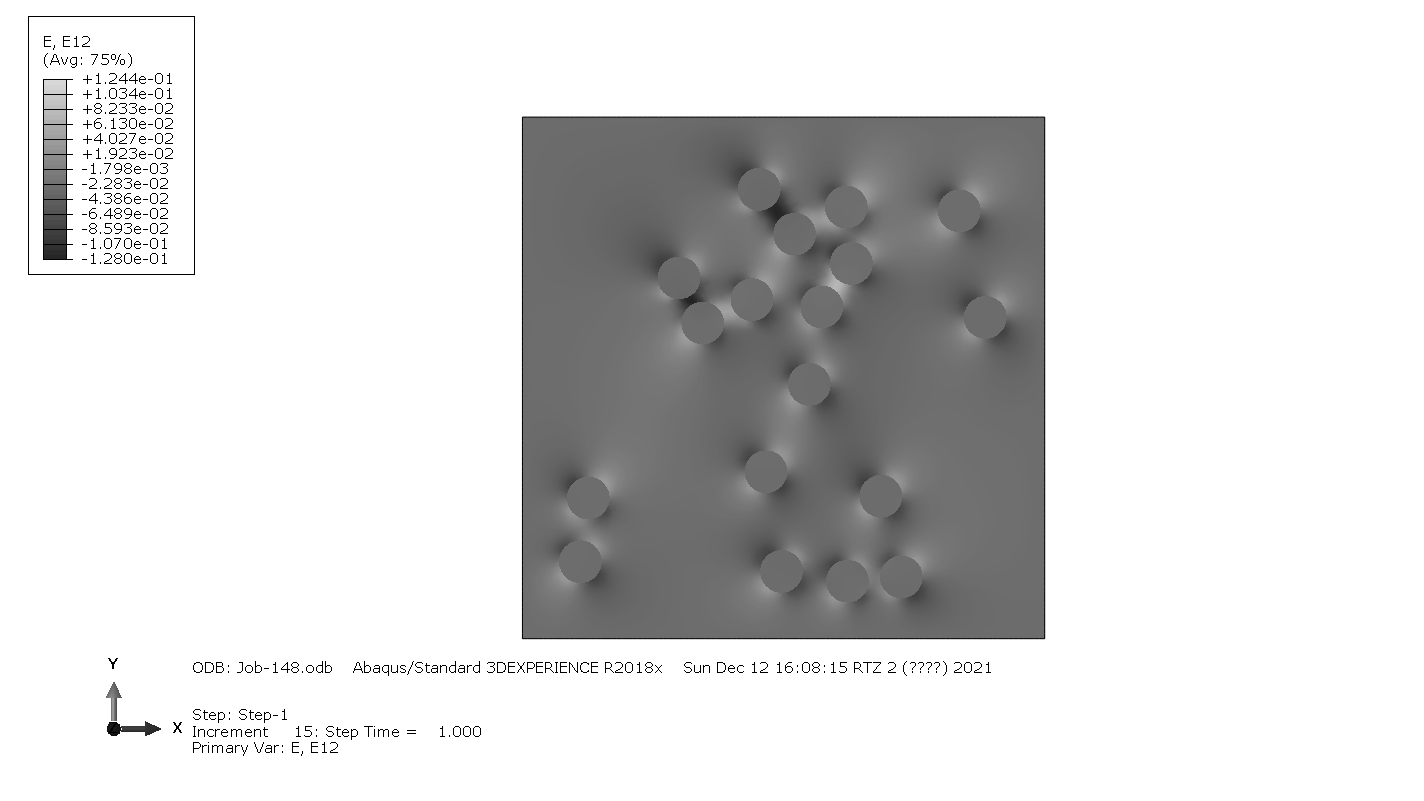 E, E12
(Avg: 75%)
+1.244e-01
+1.034e-01
+8.233e-02
+6.130e-02
+4.027e-02
+1.923e-02
-1.798e-03
-2.283e-02
-4.386e-02
-6.489e-02
-8.593e-02
-1.070e-01
-1.280e-01
Y
X
ODB: Job-148.odb Abaqus/Standard 3DEXPERIENCE R2018x Sun Dec 12 16:08:15 RTZ 2 (????) 2021
Step: Step-1
Increment 15: Step Time = 1.000
Primary Var: E, E12